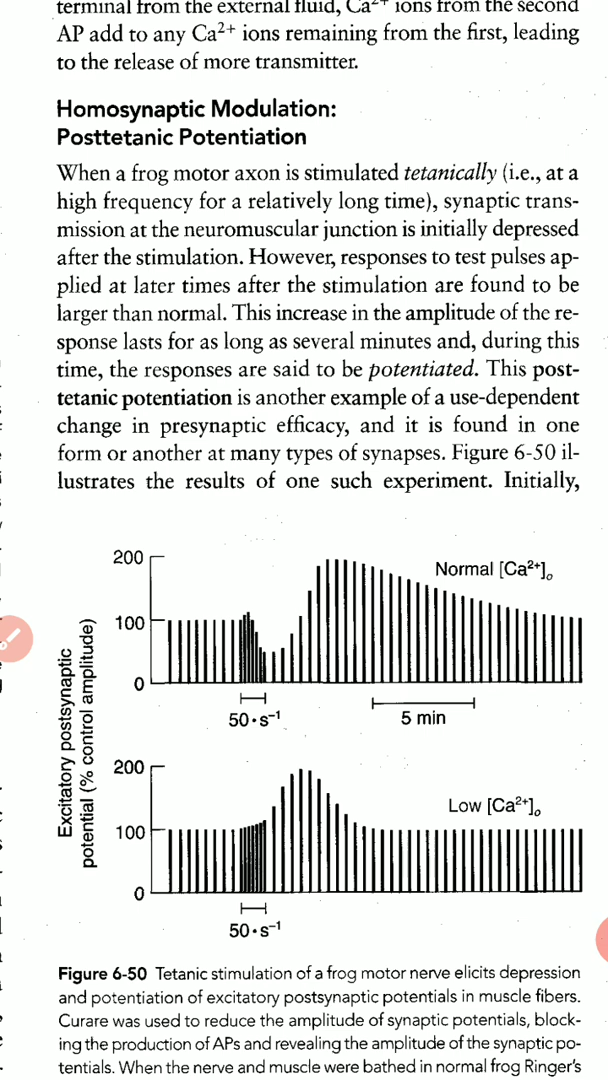 terminal from the external fluid, Ca²⁺ ions from the second
AP add to any Ca²⁺ ions remaining from the first, leading
to the release of more transmitter.
Homosynaptic Modulation:
Posttetanic Potentiation
When a frog motor axon is stimulated tetanically (i.e., at a
high frequency for a relatively long time), synaptic trans-
mission at the neuromuscular junction is initially depressed
after the stimulation. However, responses to test pulses ap-
plied at later times after the stimulation are found to be
larger than normal. This increase in the amplitude of the re-
sponse lasts for as long as several minutes and, during this
time, the responses are said to be potentiated. This post-
tetanic potentiation is another example of a use-dependent
change in presynaptic efficacy, and it is found in one
form or another at many types of synapses. Figure 6-50 il-
lustrates the results of one such experiment. Initially,
Excitatory postsynaptic
potential (% control amplitude)
200
Normal [Ca²⁺]ₒ
100
0
50 • s⁻¹
5 min
200
Low [Ca²⁺]ₒ
100
0
50 • s⁻¹
Figure 6-50 Tetanic stimulation of a frog motor nerve elicits depression
and potentiation of excitatory postsynaptic potentials in muscle fibers.
Curare was used to reduce the amplitude of synaptic potentials, block-
ing the production of APs and revealing the amplitude of the synaptic po-
tentials. When the nerve and muscle were bathed in normal frog Ringer's